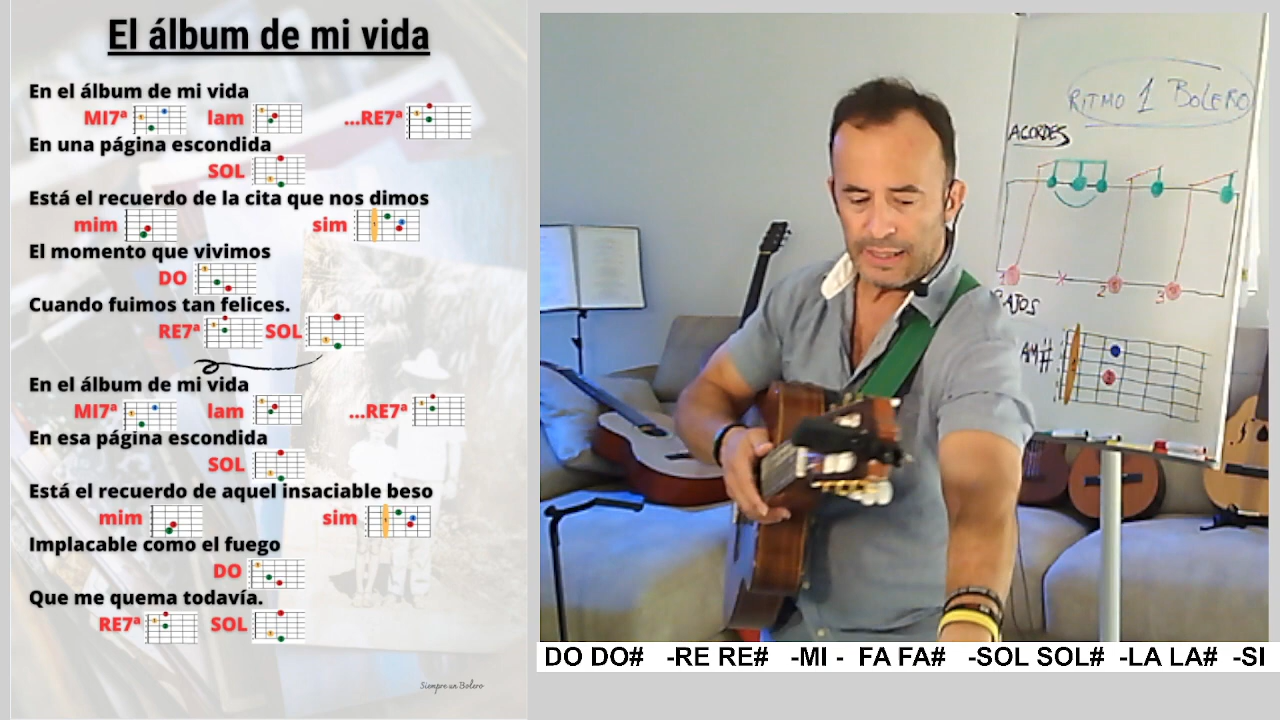 El álbum de mi vida
En el álbum de mi vida
MI7ª lam ...RE7ª
En una página escondida
SOL
Está el recuerdo de la cita que nos dimos
mim sim
El momento que vivimos
DO
Cuando fuimos tan felices.
RE7ª SOL
En el álbum de mi vida
MI7ª lam ...RE7ª
En esa página escondida
SOL
Está el recuerdo de aquel insaciable beso
mim sim
Implacable como el fuego
DO
Que me quema todavía.
RE7ª SOL
Siempre un Bolero
RITMO 1 BOLERO
ACORDES
1 X 2 3
BAJOS
AM#
DO DO# -RE RE# -MI - FA FA# -SOL SOL# -LA LA# -SI